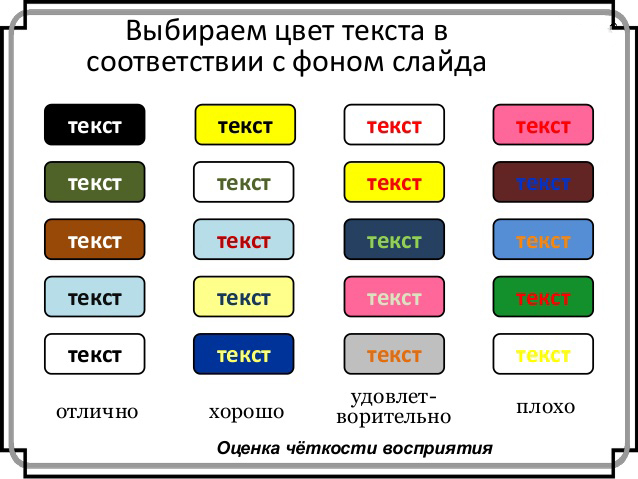 Выбираем цвет текста в
соответствии с фоном слайда
текст текст текст текст
текст текст текст текст
текст текст текст текст
текст текст текст текст
текст текст текст текст
отлично хорошо удовлет-
ворительно плохо
Оценка чёткости восприятия